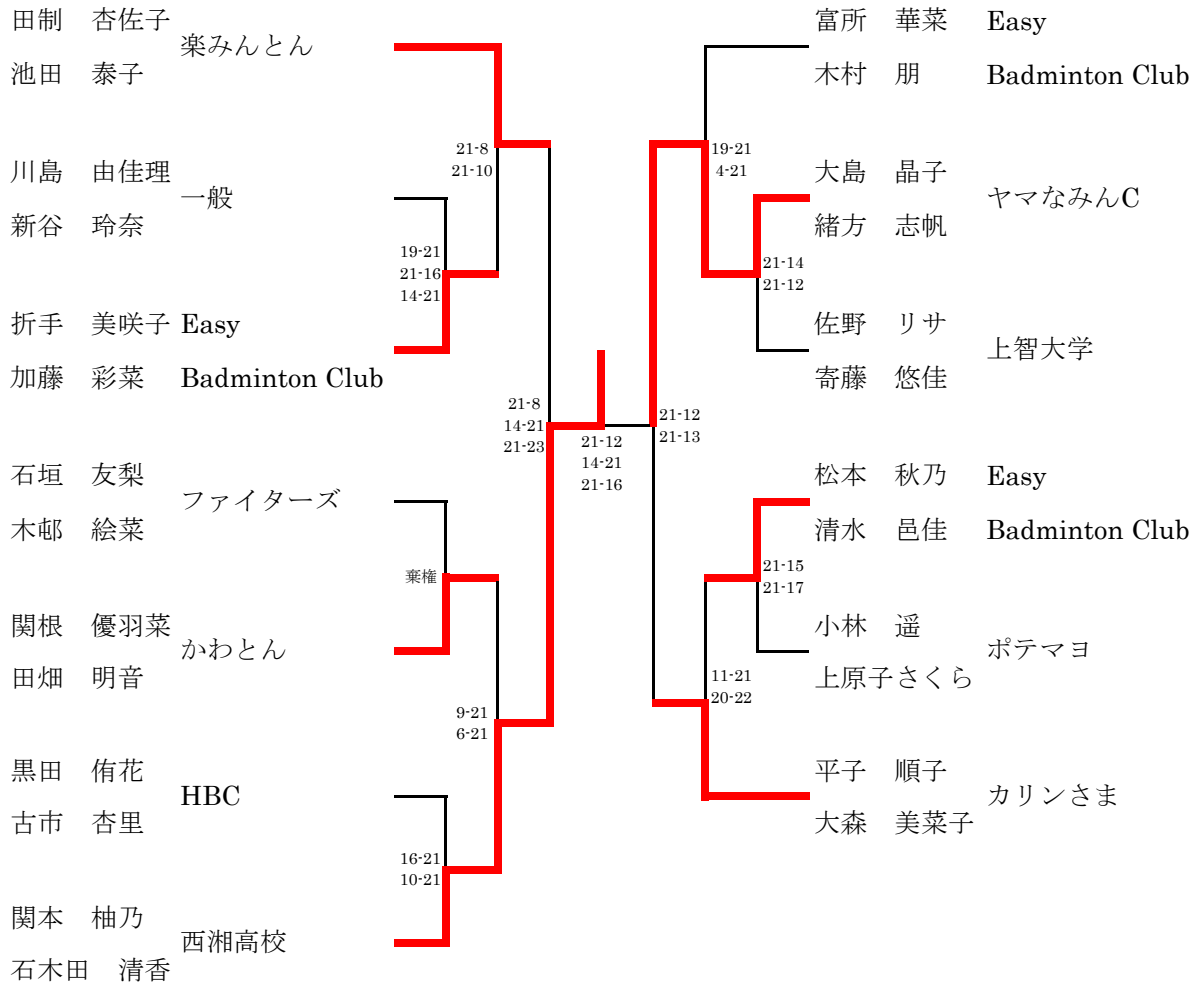 田制 杏佐子
楽みんとん
池田 泰子
川島 由佳理
一般
新谷 玲奈
折手 美咲子 Easy
加藤 彩菜 Badminton Club
石垣 友梨
ファイターズ
木邨 絵菜
関根 優羽菜
かわとん
田畑 明音
黒田 侑花
HBC
古市 杏里
関本 柚乃
西湘高校
石木田 清香
21-8
21-10
19-21
21-16
14-21
棄権
9-21
6-21
16-21
10-21
21-8
14-21
21-23
21-12
14-21
21-16
21-12
21-13
19-21
4-21
21-14
21-12
21-15
21-17
11-21
20-22
富所 華菜 Easy
木村 朋 Badminton Club
大島 晶子
ヤマなみんC
緒方 志帆
佐野 リサ
上智大学
寄藤 悠佳
松本 秋乃 Easy
清水 邑佳 Badminton Club
小林 遥
ポテマヨ
上原子さくら
平子 順子
カリンさま
大森 美菜子